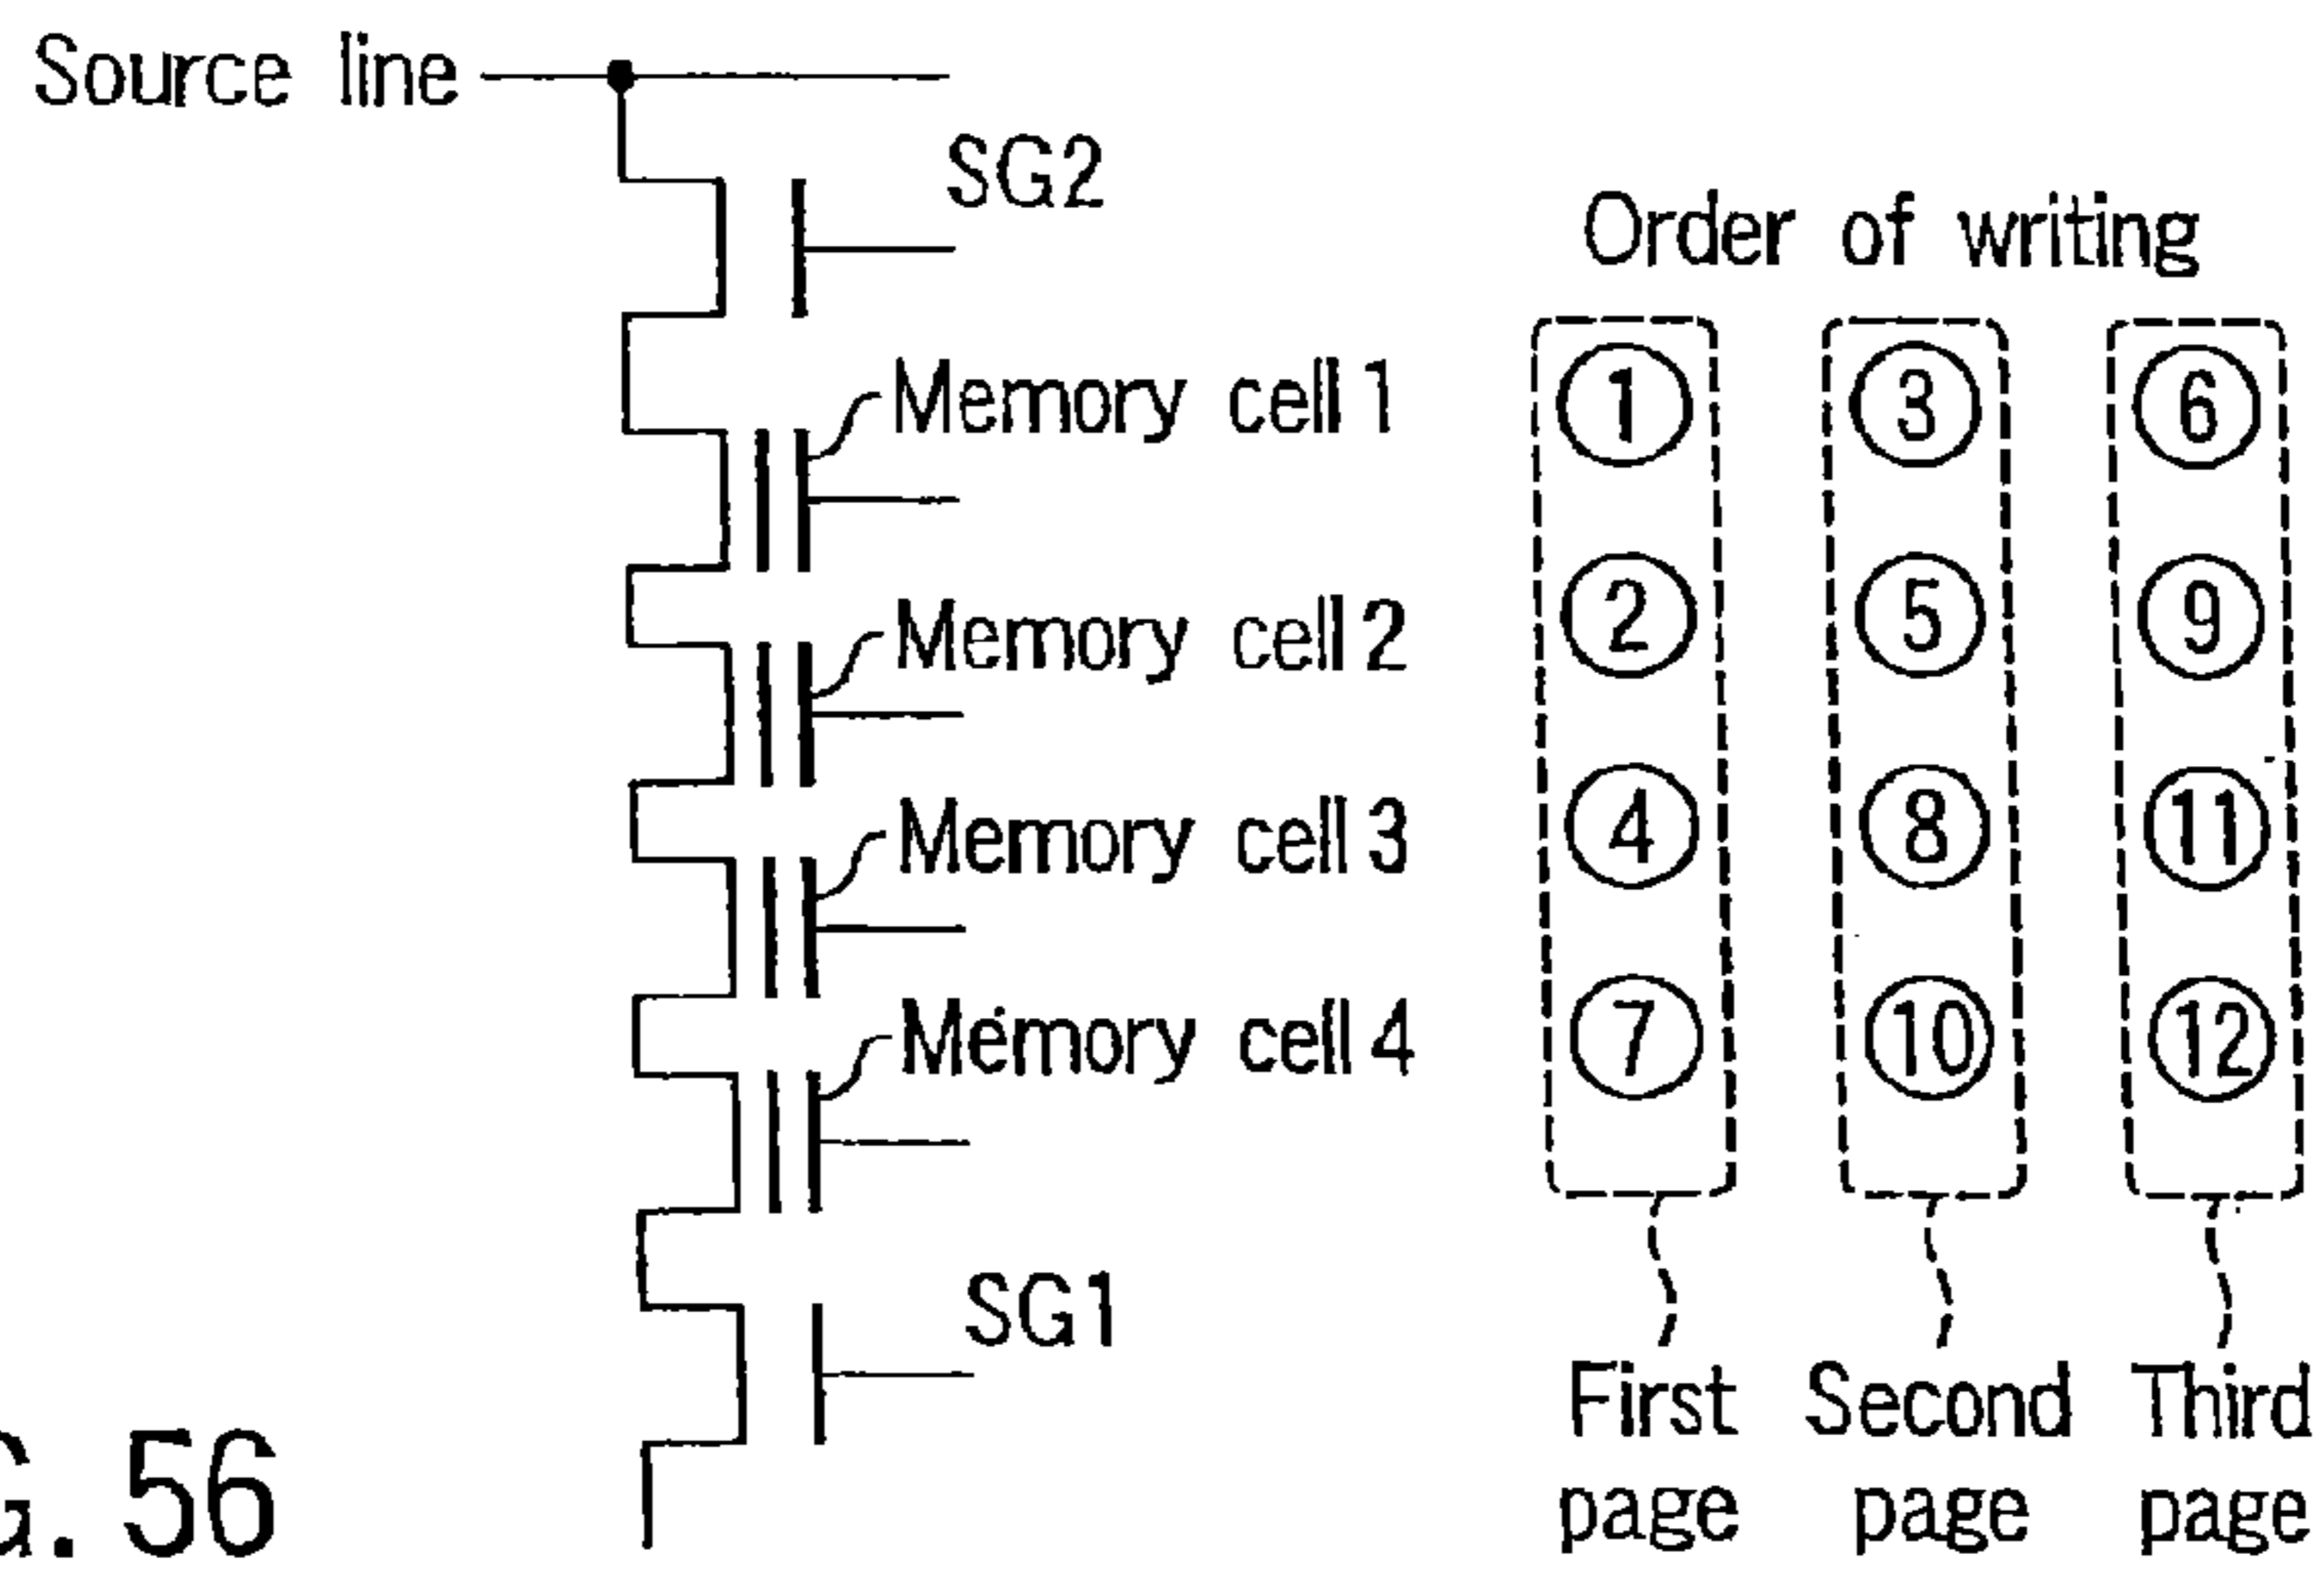 Source line
SG2
Order of writing
Memory cell 1 1 3 6
Memory cell 2 2 5 9
Memory cell 3 4 8 11
Memory cell 4 7 10 12
SG1
First page Second page Third page
G. 56